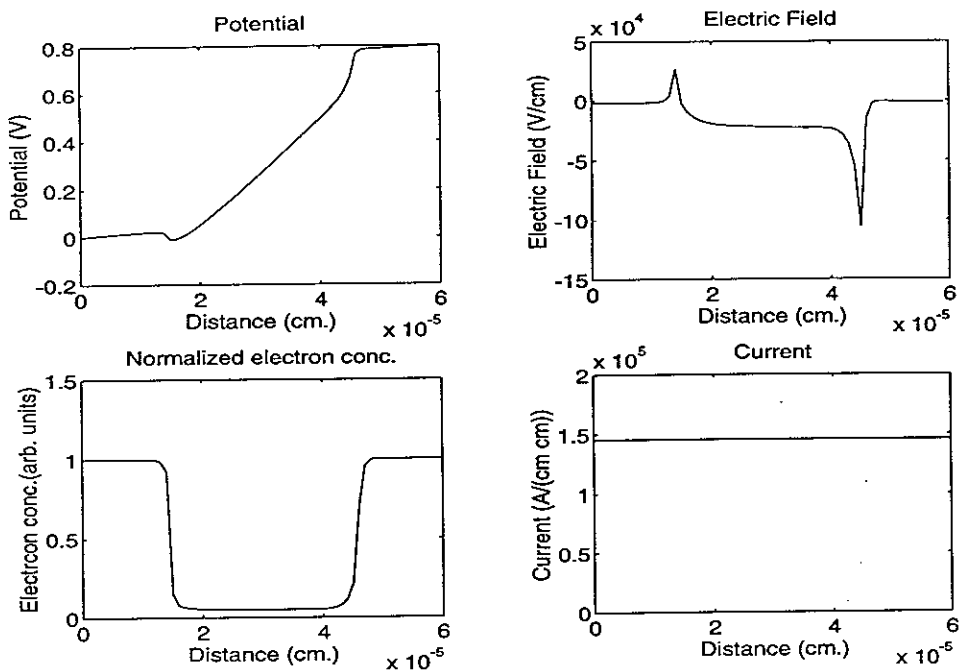 Potential
Potential (V)
0.8
0.6
0.4
0.2
0
-0.2
0
2
4
6
Distance (cm.)
x 10^-5
Electric Field
x 10^4
Electric Field (V/cm)
5
0
-5
-10
-15
0
2
4
6
Distance (cm.)
x 10^-5
Normalized electron conc.
Electrcon conc.(arb. units)
1.5
1
0.5
0
0
2
4
6
Distance (cm.)
x 10^-5
Current
x 10^5
Current (A/(cm cm))
2
1.5
1
0.5
0
0
2
4
6
Distance (cm.)
x 10^-5